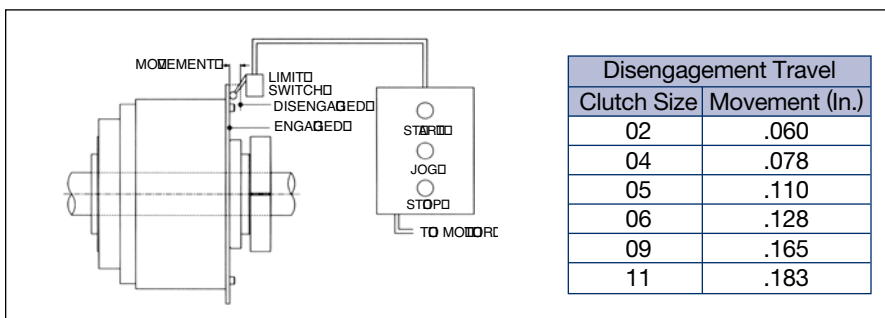 MOVEMENT
LIMIT
SWITCH
DISENGAGED
ENGAGED
START
JOG
STOP
TO MOTOR
Disengagement Travel
Clutch Size Movement (In.)
02 .060
04 .078
05 .110
06 .128
09 .165
11 .183